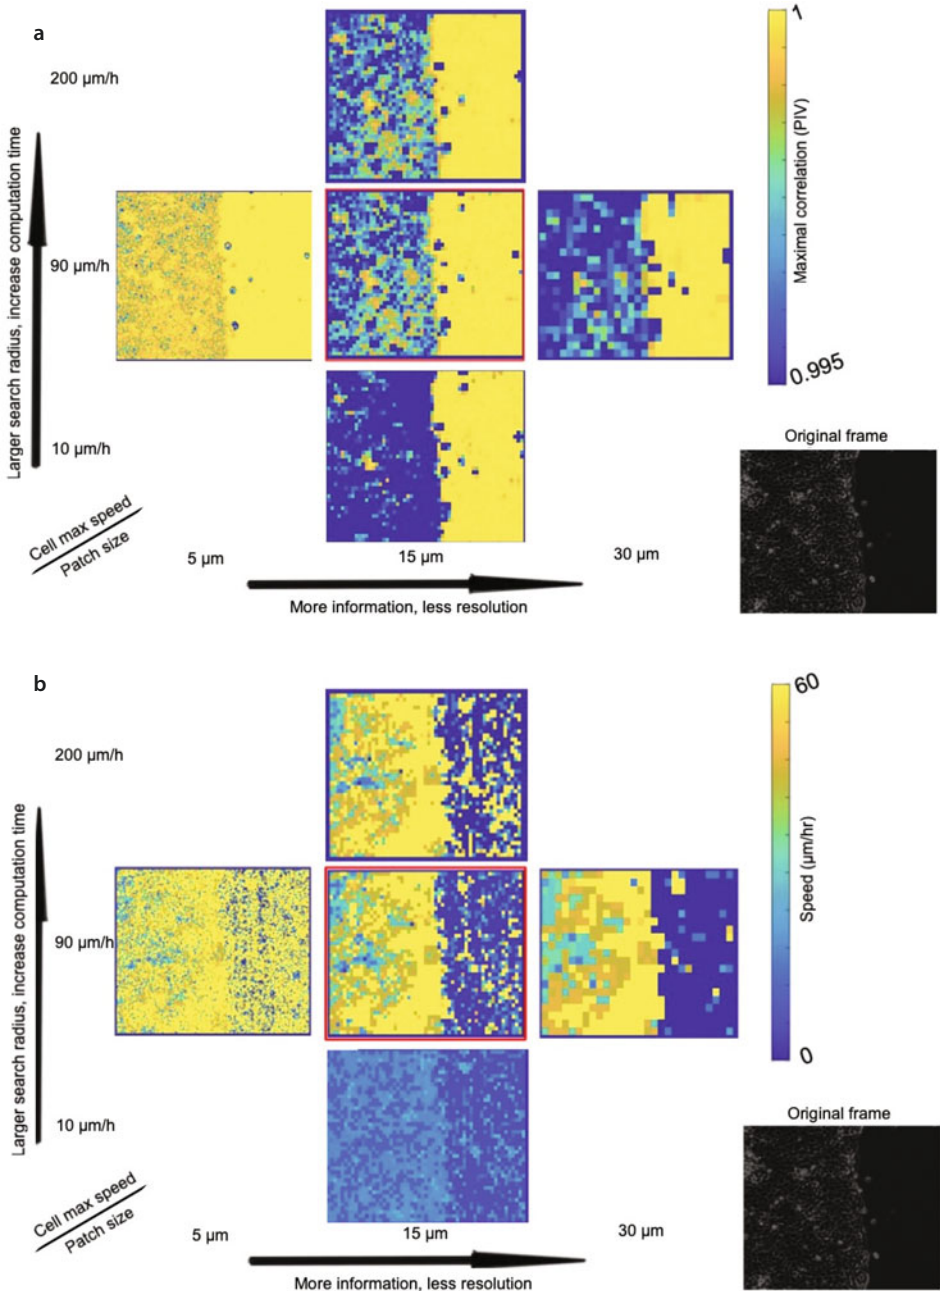 a
200 µm/h
90 µm/h
10 µm/h
Larger search radius, increase computation time
Cell max speed
Patch size
5 µm
15 µm
30 µm
More information, less resolution
1
Maximal correlation (PIV)
0.995
Original frame
b
200 µm/h
90 µm/h
10 µm/h
Larger search radius, increase computation time
Cell max speed
Patch size
5 µm
15 µm
30 µm
More information, less resolution
60
Speed (µm/hr)
0
Original frame